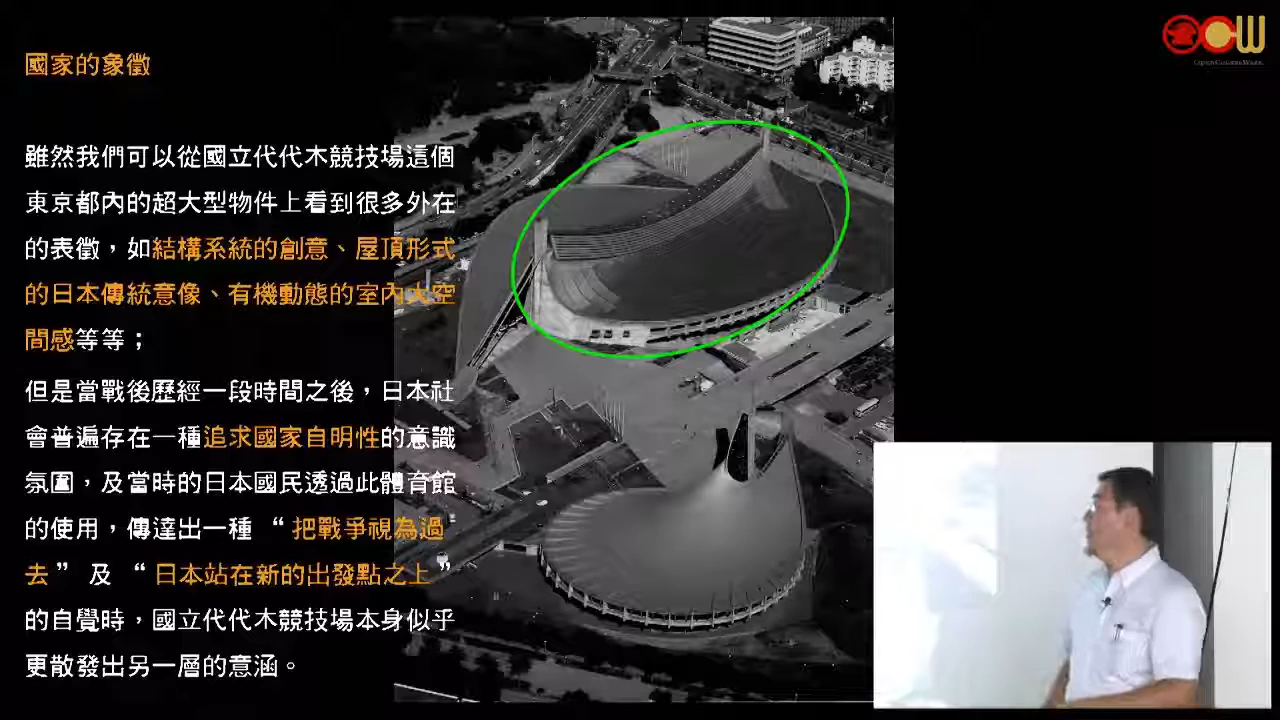 國家的象徵
雖然我們可以從國立代代木競技場這個
東京都內的超大型物件上看到很多外在
的表徵，如結構系統的創意、屋頂形式
的日本傳統意像、有機動態的室內大空
間感等等；
但是當戰後歷經一段時間之後，日本社
會普遍存在一種追求國家自明性的意識
氛圍，及當時的日本國民透過此體育館
的使用，傳達出一種 “把戰爭視為過
去” 及 “日本站在新的出發點之上”
的自覺時，國立代代木競技場本身似乎
更散發出另一層的意涵。
OCW